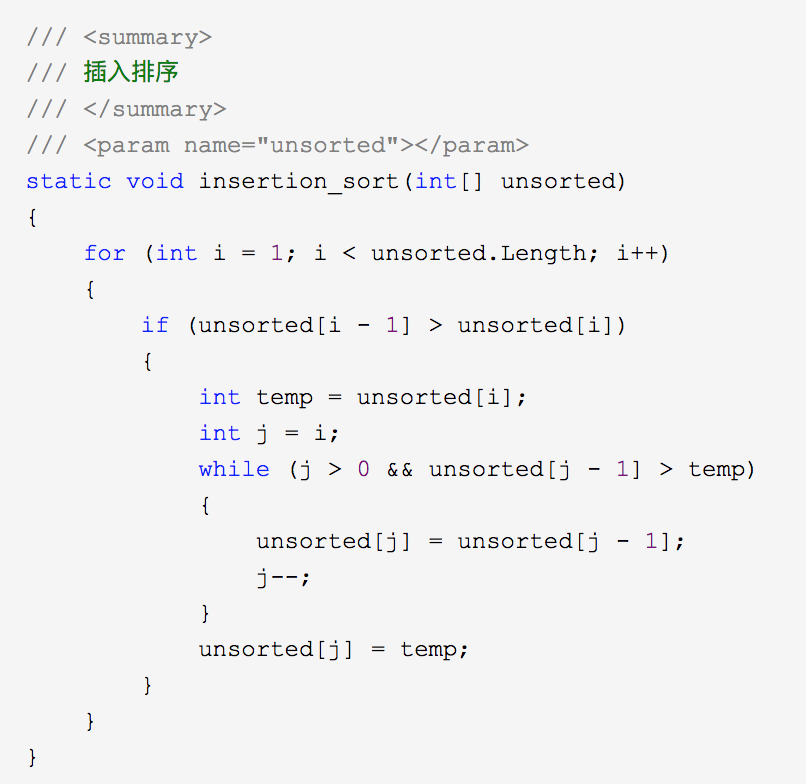 /// <summary>
/// 插入排序
/// </summary>
/// <param name="unsorted"></param>
static void insertion_sort(int[] unsorted)
{
    for (int i = 1; i < unsorted.Length; i++)
    {
        if (unsorted[i - 1] > unsorted[i])
        {
            int temp = unsorted[i];
            int j = i;
            while (j > 0 && unsorted[j - 1] > temp)
            {
                unsorted[j] = unsorted[j - 1];
                j--;
            }
            unsorted[j] = temp;
        }
    }
}